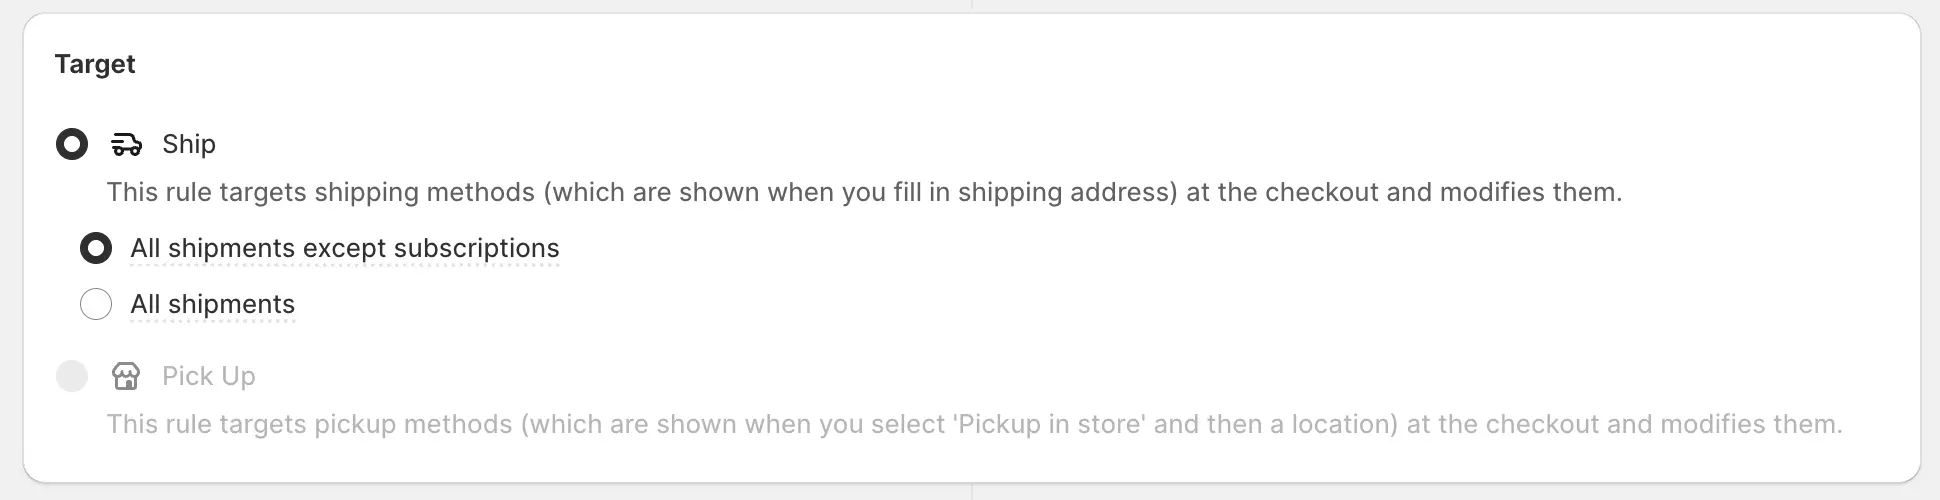 Target
Ship
This rule targets shipping methods (which are shown when you fill in shipping address) at the checkout and modifies them.
All shipments except subscriptions
All shipments
Pick Up
This rule targets pickup methods (which are shown when you select 'Pickup in store' and then a location) at the checkout and modifies them.